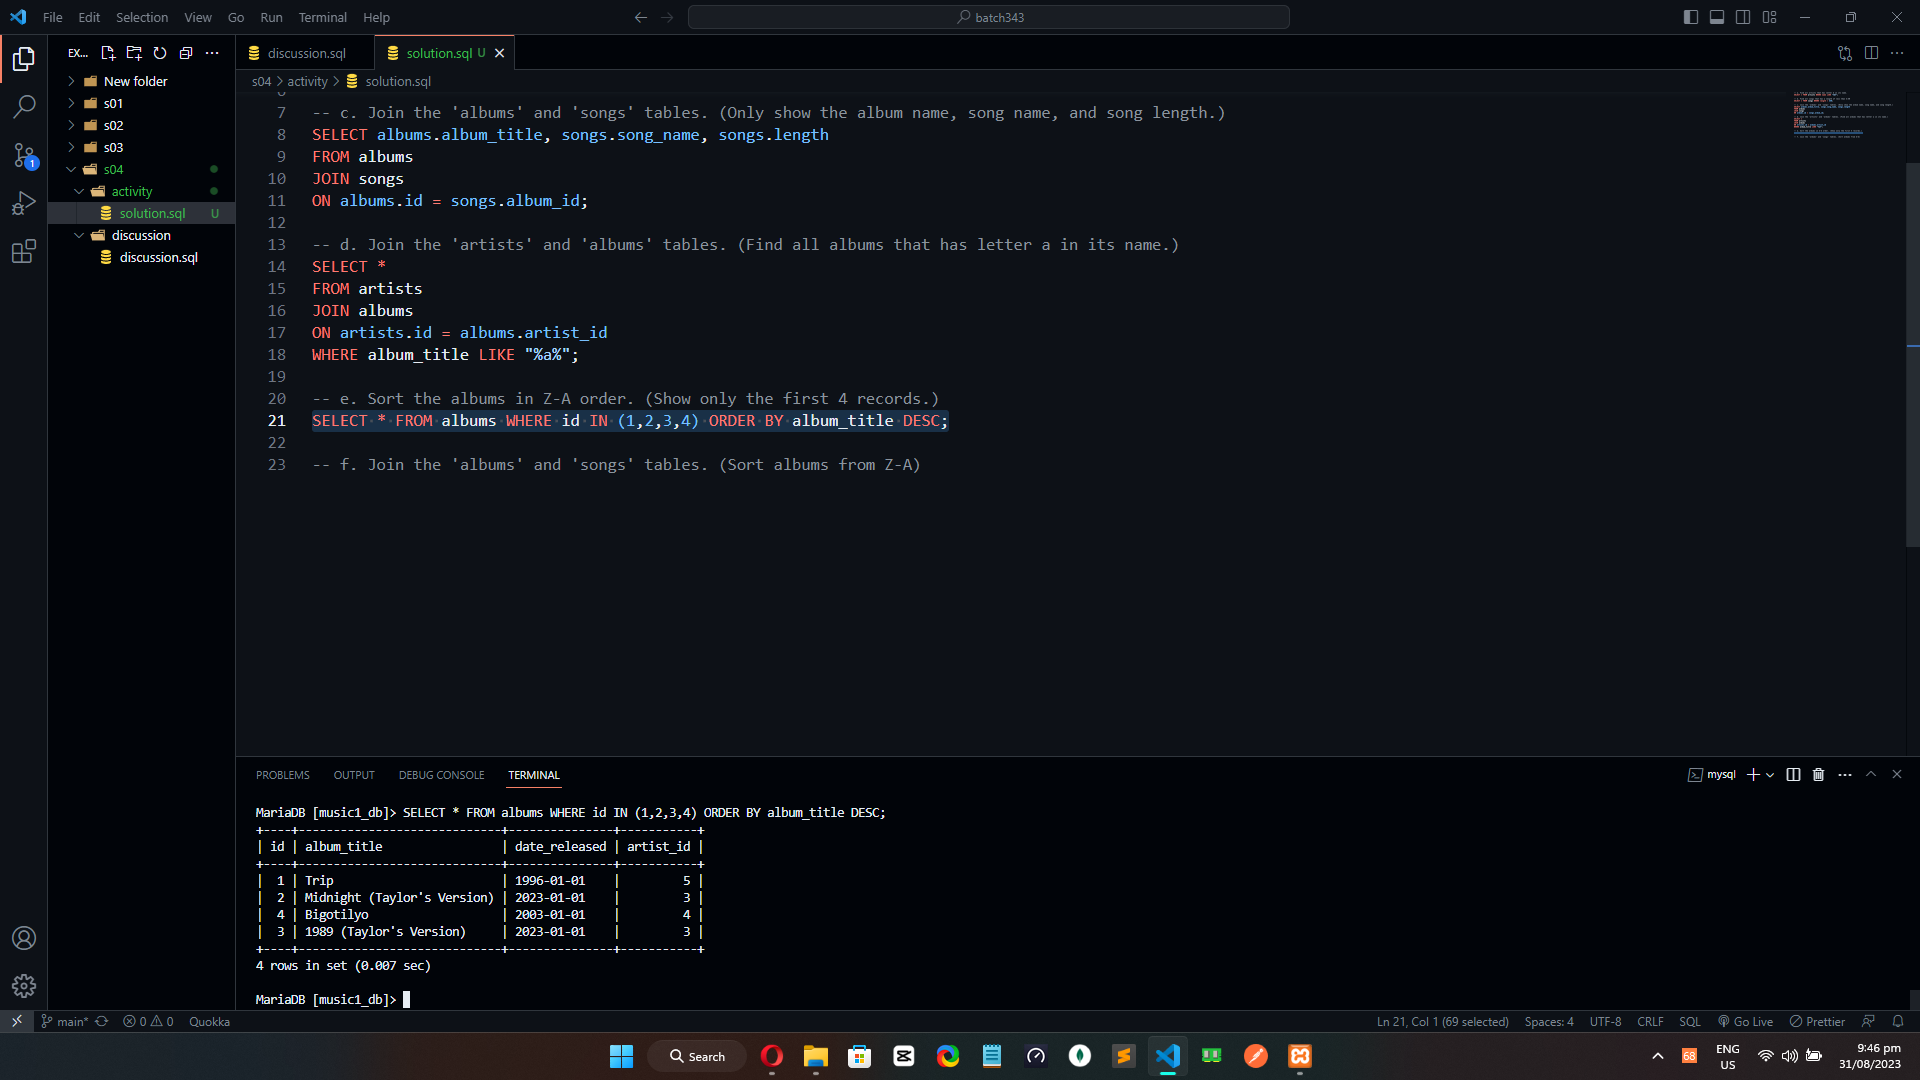 File Edit Selection View Go Run Terminal Help
batch343
EX...
discussion.sql
solution.sql U
s04 > activity > solution.sql
New folder
s01
s02
s03
s04
activity
solution.sql U
discussion
discussion.sql
1
7 -- c. Join the 'albums' and 'songs' tables. (Only show the album name, song name, and song length.)
8 SELECT albums.album_title, songs.song_name, songs.length
9 FROM albums
10 JOIN songs
11 ON albums.id = songs.album_id;
12
13 -- d. Join the 'artists' and 'albums' tables. (Find all albums that has letter a in its name.)
14 SELECT *
15 FROM artists
16 JOIN albums
17 ON artists.id = albums.artist_id
18 WHERE album_title LIKE "%a%";
19
20 -- e. Sort the albums in Z-A order. (Show only the first 4 records.)
21 SELECT * FROM albums WHERE id IN (1,2,3,4) ORDER BY album_title DESC;
22
23 -- f. Join the 'albums' and 'songs' tables. (Sort albums from Z-A)
PROBLEMS OUTPUT DEBUG CONSOLE TERMINAL
mysql
MariaDB [music1_db]> SELECT * FROM albums WHERE id IN (1,2,3,4) ORDER BY album_title DESC;
+----+-----------------------------+---------------+-----------+
| id | album_title | date_released | artist_id |
+----+-----------------------------+---------------+-----------+
| 1 | Trip | 1996-01-01 | 5 |
| 2 | Midnight (Taylor's Version) | 2023-01-01 | 3 |
| 4 | Bigotilyo | 2003-01-01 | 4 |
| 3 | 1989 (Taylor's Version) | 2023-01-01 | 3 |
+----+-----------------------------+---------------+-----------+
4 rows in set (0.007 sec)
MariaDB [music1_db]>
main* 0 0 Quokka
Ln 21, Col 1 (69 selected) Spaces: 4 UTF-8 CRLF SQL Go Live Prettier
Search
68
ENG
US
9:46 pm
31/08/2023